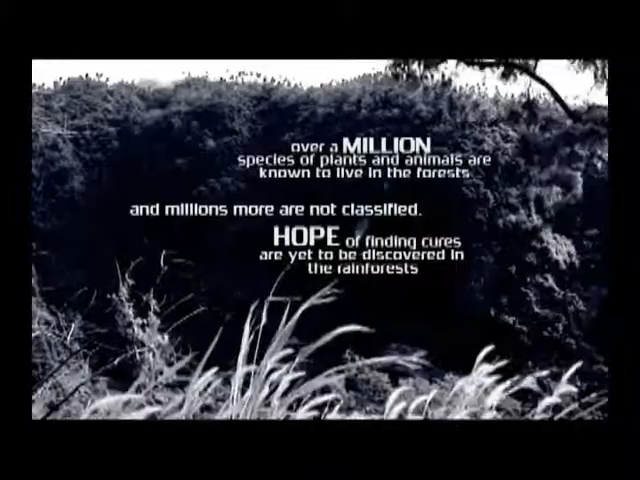 over a MILLION
species of plants and animals are
known to live in the forests
and millions more are not classified.
HOPE of finding cures
are yet to be discovered in
the rainforests